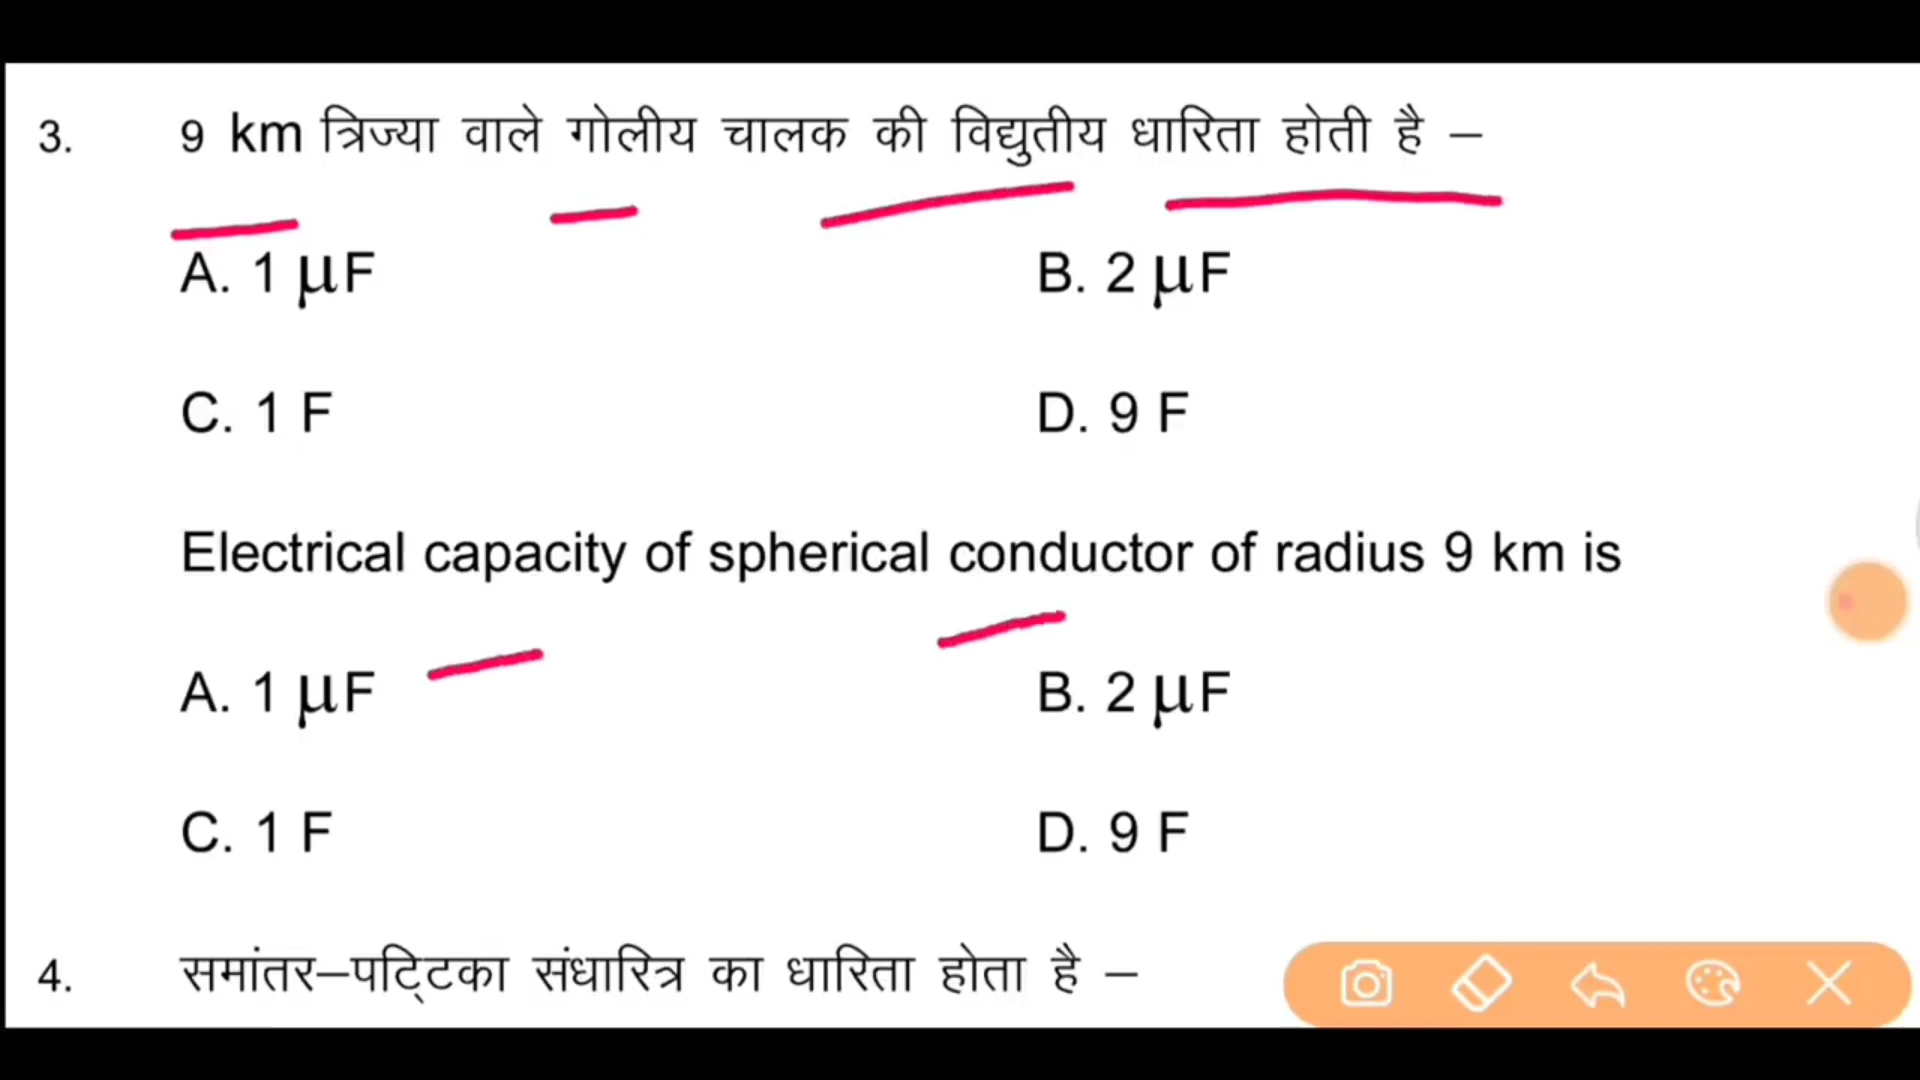 3. 9 km त्रिज्या वाले गोलीय चालक की विद्युतीय धारिता होती है –
A. 1 µF B. 2 µF
C. 1 F D. 9 F
Electrical capacity of spherical conductor of radius 9 km is
A. 1 µF B. 2 µF
C. 1 F D. 9 F
4. समांतर–पट्टिका संधारित्र का धारिता होता है –